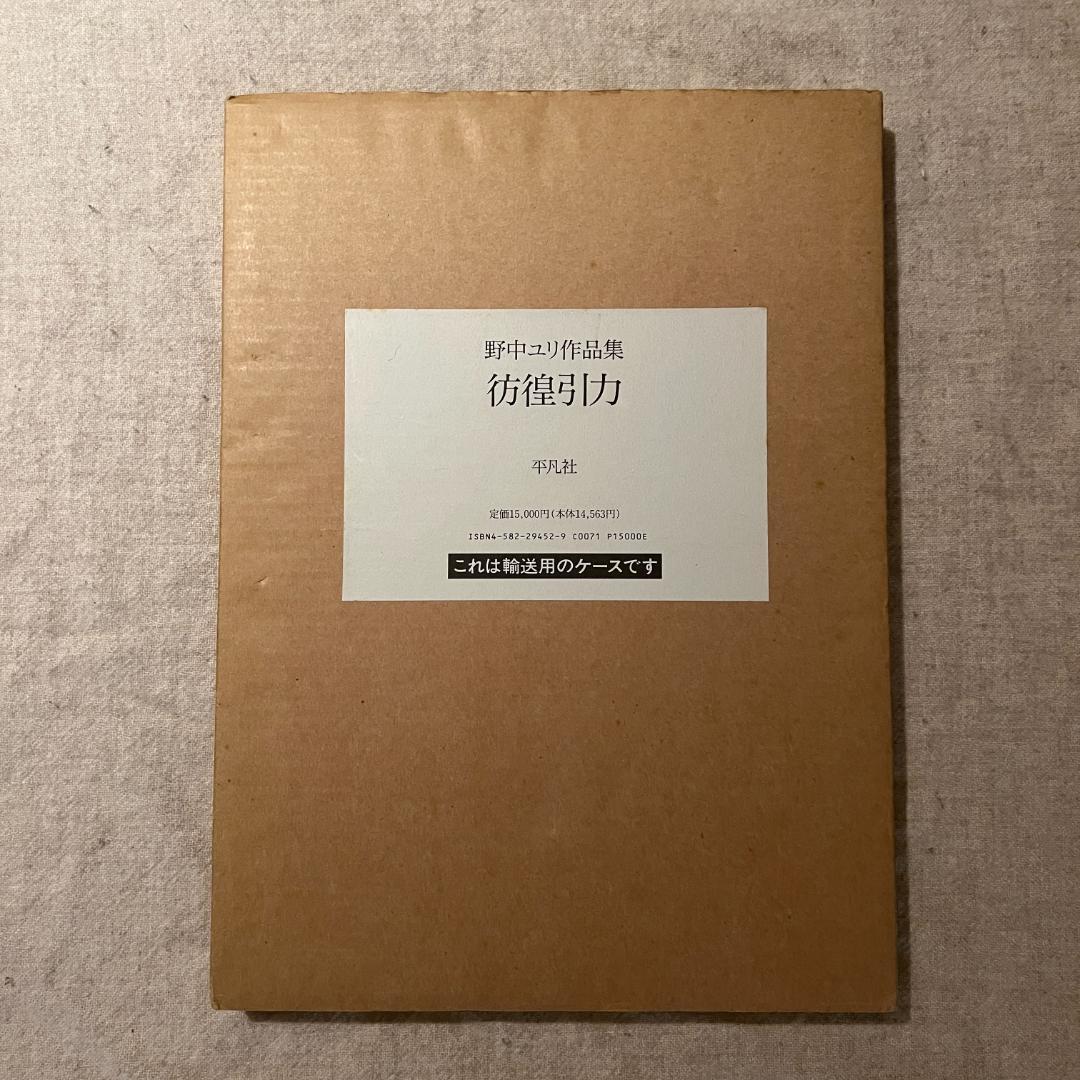 野中ユリ作品集
彷徨引力
平凡社
定価15,000円(本体14,563円)
ISBN4-582-29452-9 C0071 P15000E
これは輸送用のケースです